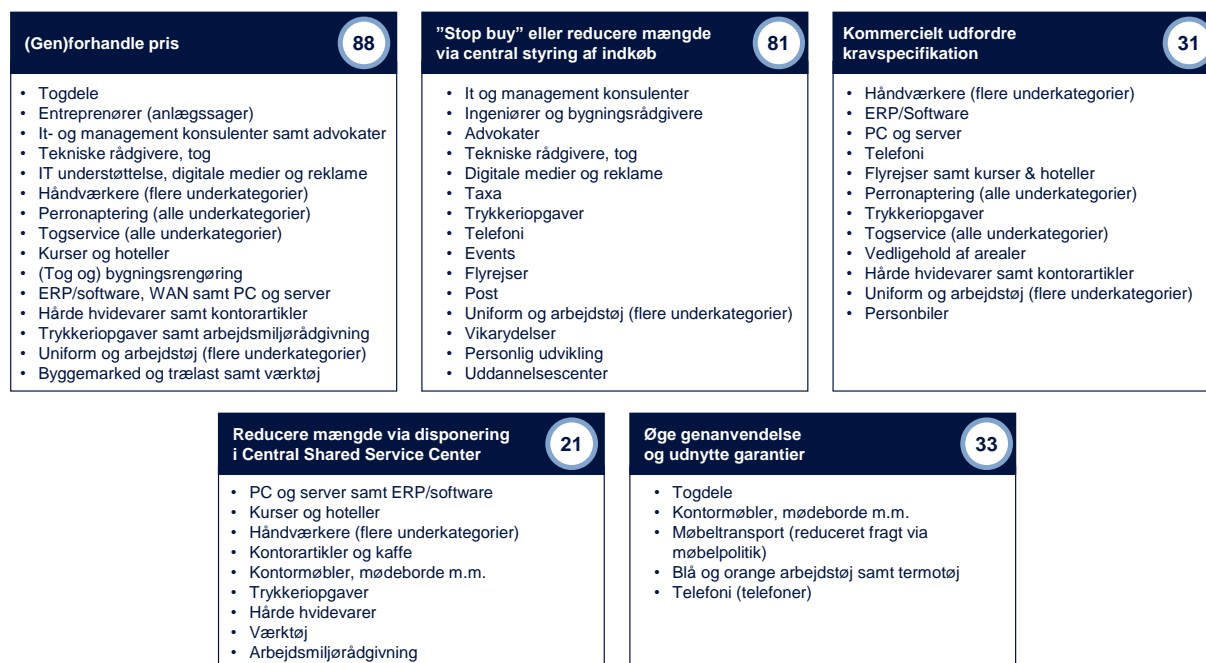 (Gen)forhandle pris
88
• Togdele
• Entreprenører (anlægssager)
• It- og management konsulenter samt advokater
• Tekniske rådgivere, tog
• IT understøttelse, digitale medier og reklame
• Håndværkere (flere underkategorier)
• Perronaptering (alle underkategorier)
• Togservice (alle underkategorier)
• Kurser og hoteller
• (Tog og) bygningsrengøring
• ERP/software, WAN samt PC og server
• Hårde hvidevarer samt kontorartikler
• Trykkeriopgaver samt arbejdsmiljørådgivning
• Uniform og arbejdstøj (flere underkategorier)
• Byggemarked og trælast samt værktøj
”Stop buy” eller reducere mængde
via central styring af indkøb
81
• It og management konsulenter
• Ingeniører og bygningsrådgivere
• Advokater
• Tekniske rådgivere, tog
• Digitale medier og reklame
• Taxa
• Trykkeriopgaver
• Telefoni
• Events
• Flyrejser
• Post
• Uniform og arbejdstøj (flere underkategorier)
• Vikarydelser
• Personlig udvikling
• Uddannelsescenter
Kommercielt udfordre
kravspecifikation
31
• Håndværkere (flere underkategorier)
• ERP/Software
• PC og server
• Telefoni
• Flyrejser samt kurser & hoteller
• Perronaptering (alle underkategorier)
• Trykkeriopgaver
• Togservice (alle underkategorier)
• Vedligehold af arealer
• Hårde hvidevarer samt kontorartikler
• Uniform og arbejdstøj (flere underkategorier)
• Personbiler
Reducere mængde via disponering
i Central Shared Service Center
21
• PC og server samt ERP/software
• Kurser og hoteller
• Håndværkere (flere underkategorier)
• Kontorartikler og kaffe
• Kontormøbler, mødeborde m.m.
• Trykkeriopgaver
• Hårde hvidevarer
• Værktøj
• Arbejdsmiljørådgivning
Øge genanvendelse
og udnytte garantier
33
• Togdele
• Kontormøbler, mødeborde m.m.
• Møbeltransport (reduceret fragt via
møbelpolitik)
• Blå og orange arbejdstøj samt termotøj
• Telefoni (telefoner)